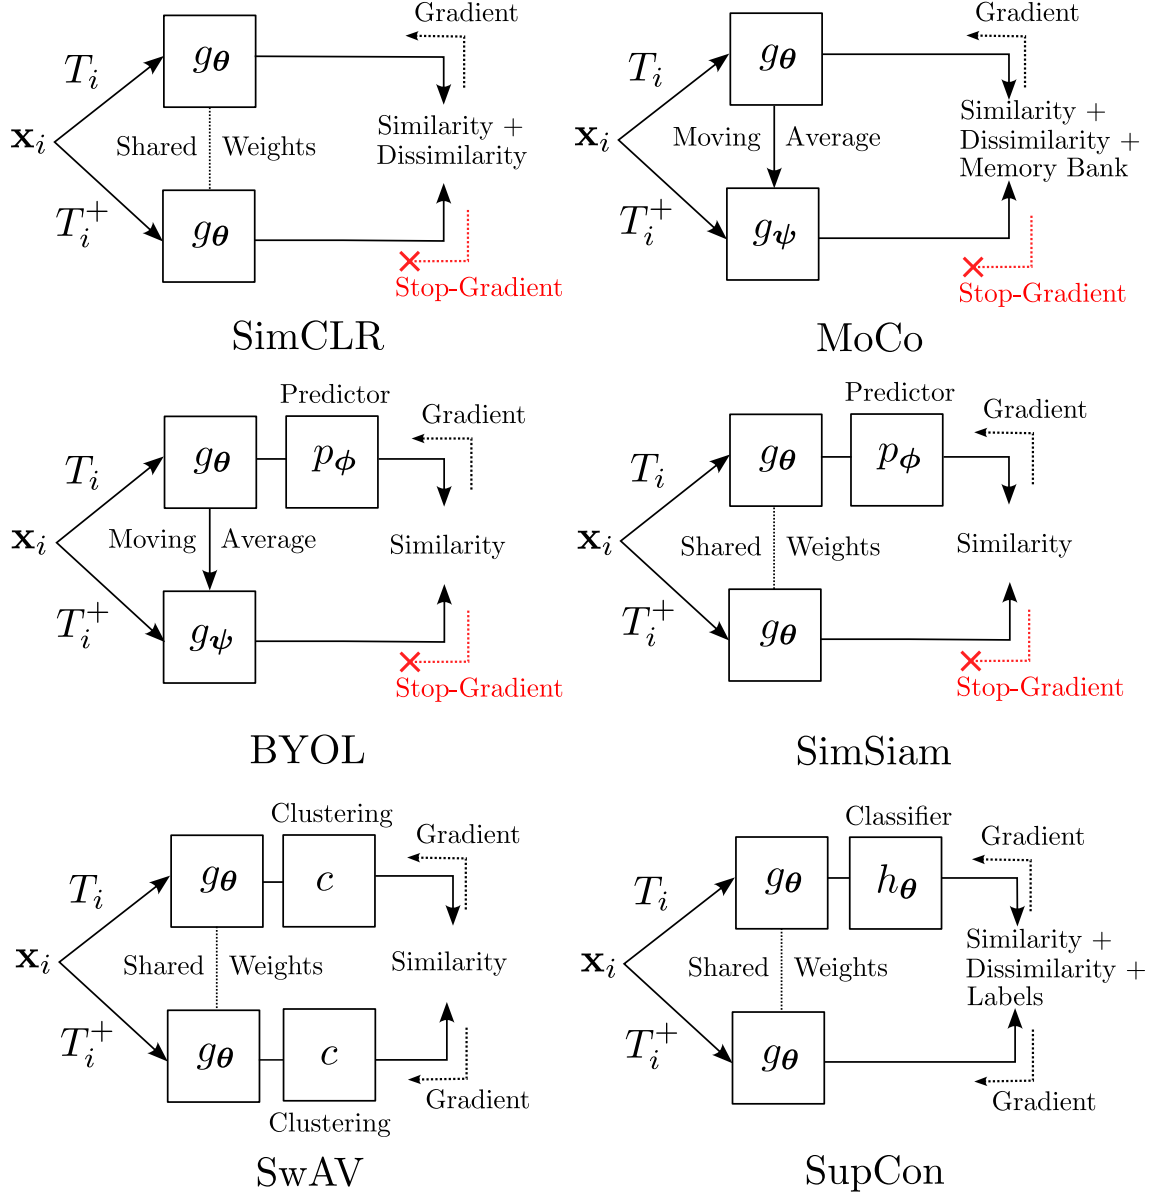 Gradient
T_i
g_θ
x_i
Shared Weights
Similarity +
Dissimilarity
T_i^+
g_θ
Stop-Gradient
SimCLR
Gradient
T_i
g_θ
x_i
Moving Average
Similarity +
Dissimilarity +
Memory Bank
T_i^+
g_ψ
Stop-Gradient
MoCo
Predictor
Gradient
T_i
g_θ
p_ϕ
x_i
Moving Average
Similarity
T_i^+
g_ψ
Stop-Gradient
BYOL
Predictor
Gradient
T_i
g_θ
p_ϕ
x_i
Shared Weights
Similarity
T_i^+
g_θ
Stop-Gradient
SimSiam
Clustering
Gradient
T_i
g_θ
c
x_i
Shared Weights
Similarity
T_i^+
g_θ
c
Gradient
Clustering
SwAV
Classifier
Gradient
T_i
g_θ
h_θ
x_i
Shared Weights
Similarity +
Dissimilarity +
Labels
T_i^+
g_θ
Gradient
SupCon